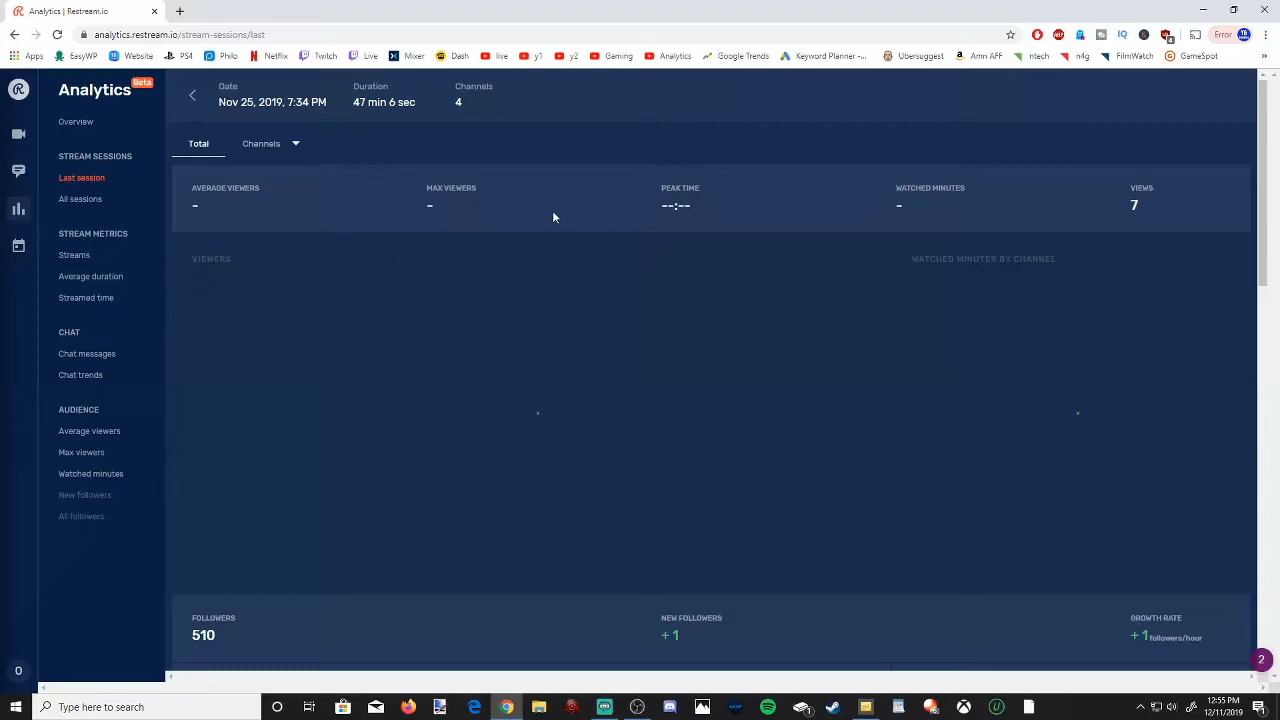 Analytics - Restream.io
analytics.restream.io/stream-sessions/last
Error
Apps
EasyWP
Website
PS4
Philo
Netflix
Twitch
Live
Mixer
Dash
live
y1
y2
Gaming
Analytics
Google Trends
Keyword Planner -...
Ubersuggest
Amn AFF
ntech
n4g
FilmWatch
GameSpot
Analytics
Beta
Overview
STREAM SESSIONS
Last session
All sessions
STREAM METRICS
Streams
Average duration
Streamed time
CHAT
Chat messages
Chat trends
AUDIENCE
Average viewers
Max viewers
Watched minutes
New followers
All followers
Date
Nov 25, 2019, 7:34 PM
Duration
47 min 6 sec
Channels
4
Total
Channels
AVERAGE VIEWERS
-
MAX VIEWERS
-
PEAK TIME
--:--
WATCHED MINUTES
-
VIEWS
7
VIEWERS
WATCHED MINUTES BY CHANNEL
FOLLOWERS
510
NEW FOLLOWERS
+1
GROWTH RATE
+1 followers/hour
2
Type here to search
12:55 PM
12/11/2019